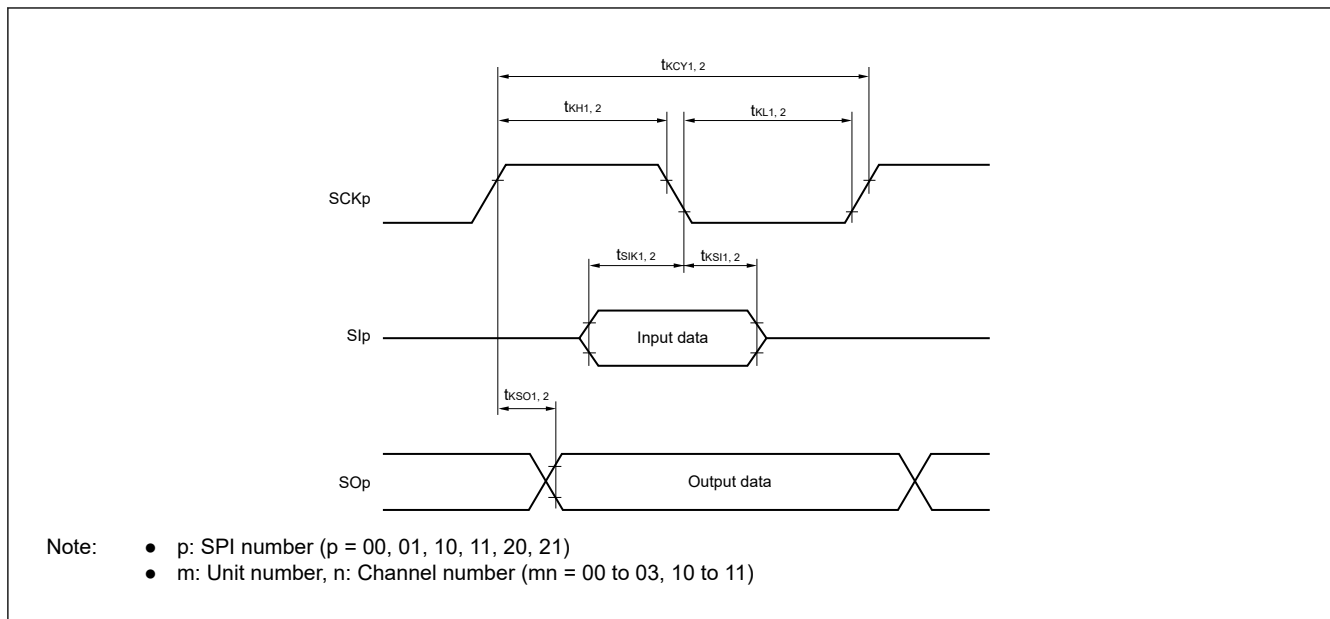 tKCY1, 2
tKH1, 2
tKL1, 2
SCKp
tSIK1, 2
tKSI1, 2
SIp
Input data
tKSO1, 2
SOp
Output data
Note:
● p: SPI number (p = 00, 01, 10, 11, 20, 21)
● m: Unit number, n: Channel number (mn = 00 to 03, 10 to 11)